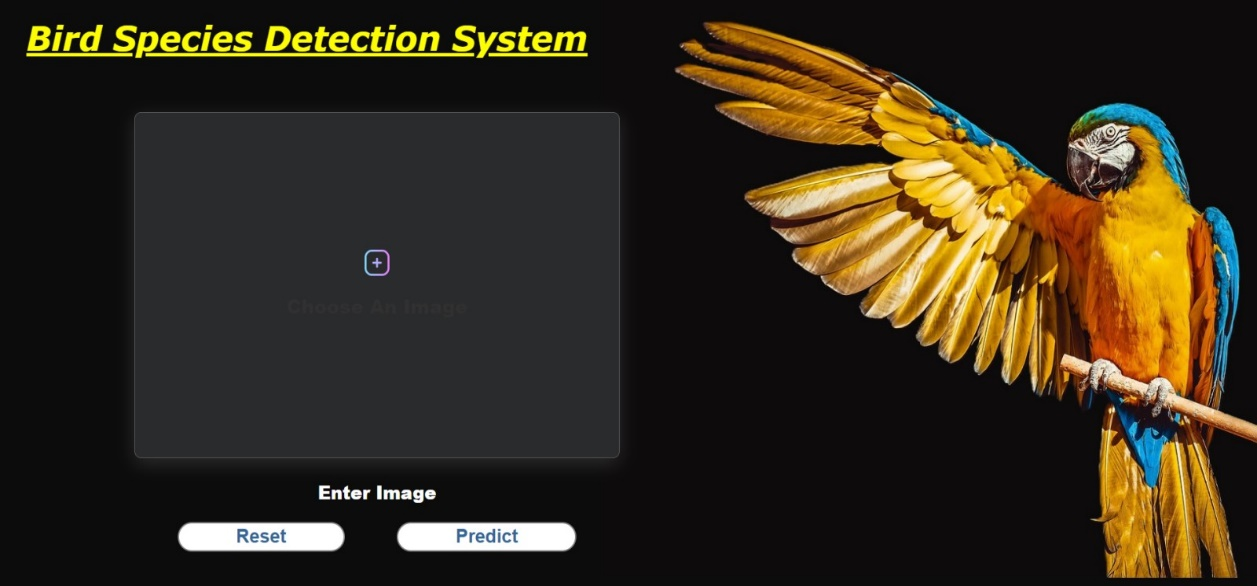 Bird Species Detection System
Choose An Image
Enter Image
Reset
Predict